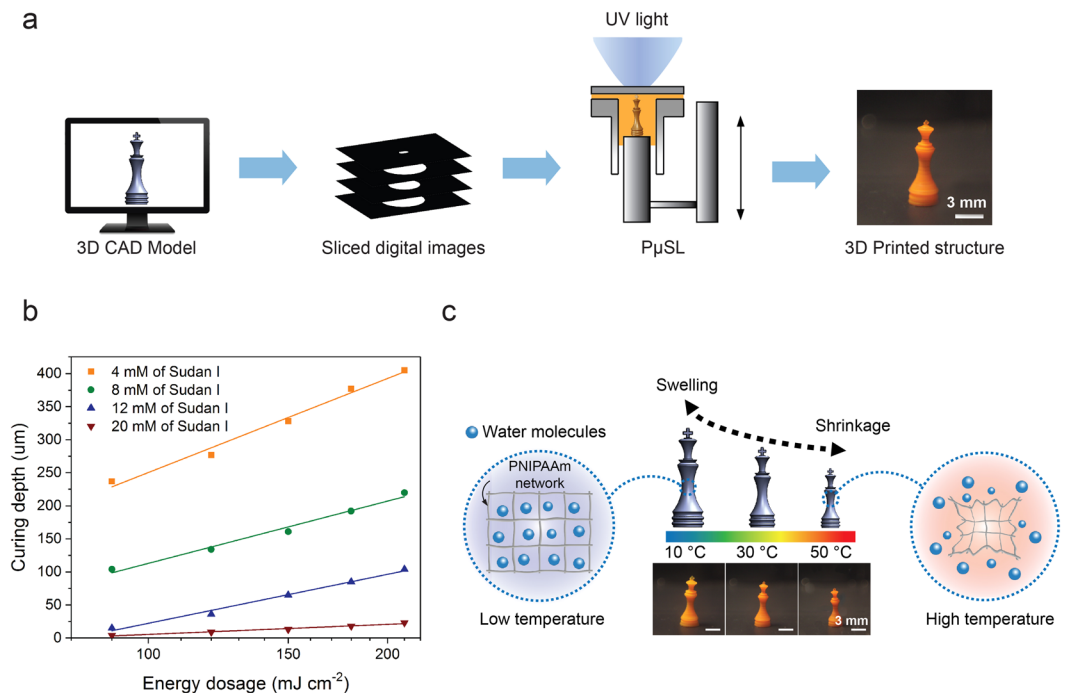 a
UV light
3 mm
3D CAD Model
Sliced digital images
PµSL
3D Printed structure
b
400
350
300
250
200
150
100
50
0
Curing depth (um)
4 mM of Sudan I
8 mM of Sudan I
12 mM of Sudan I
20 mM of Sudan I
100
150
200
Energy dosage (mJ cm⁻²)
c
Swelling
Shrinkage
Water molecules
PNIPAAm
network
10 °C
30 °C
50 °C
3 mm
Low temperature
High temperature